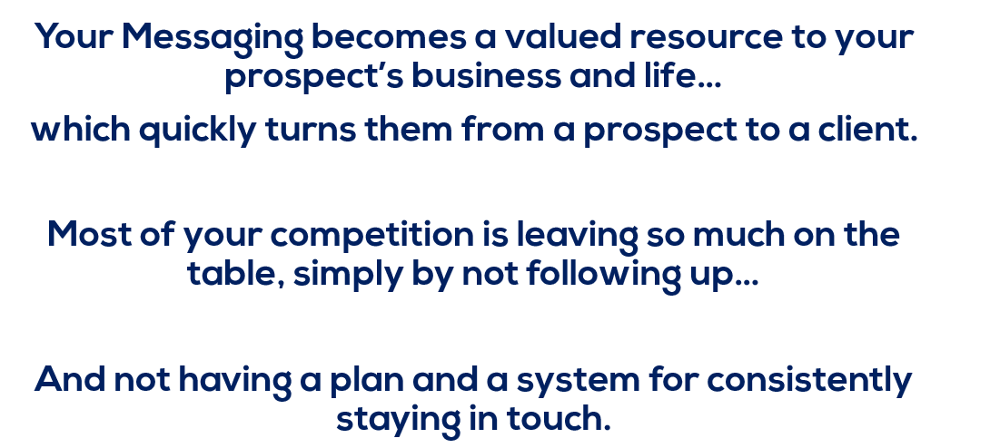 Your Messaging becomes a valued resource to your
prospect’s business and life...
which quickly turns them from a prospect to a client.
Most of your competition is leaving so much on the
table, simply by not following up...
And not having a plan and a system for consistently
staying in touch.